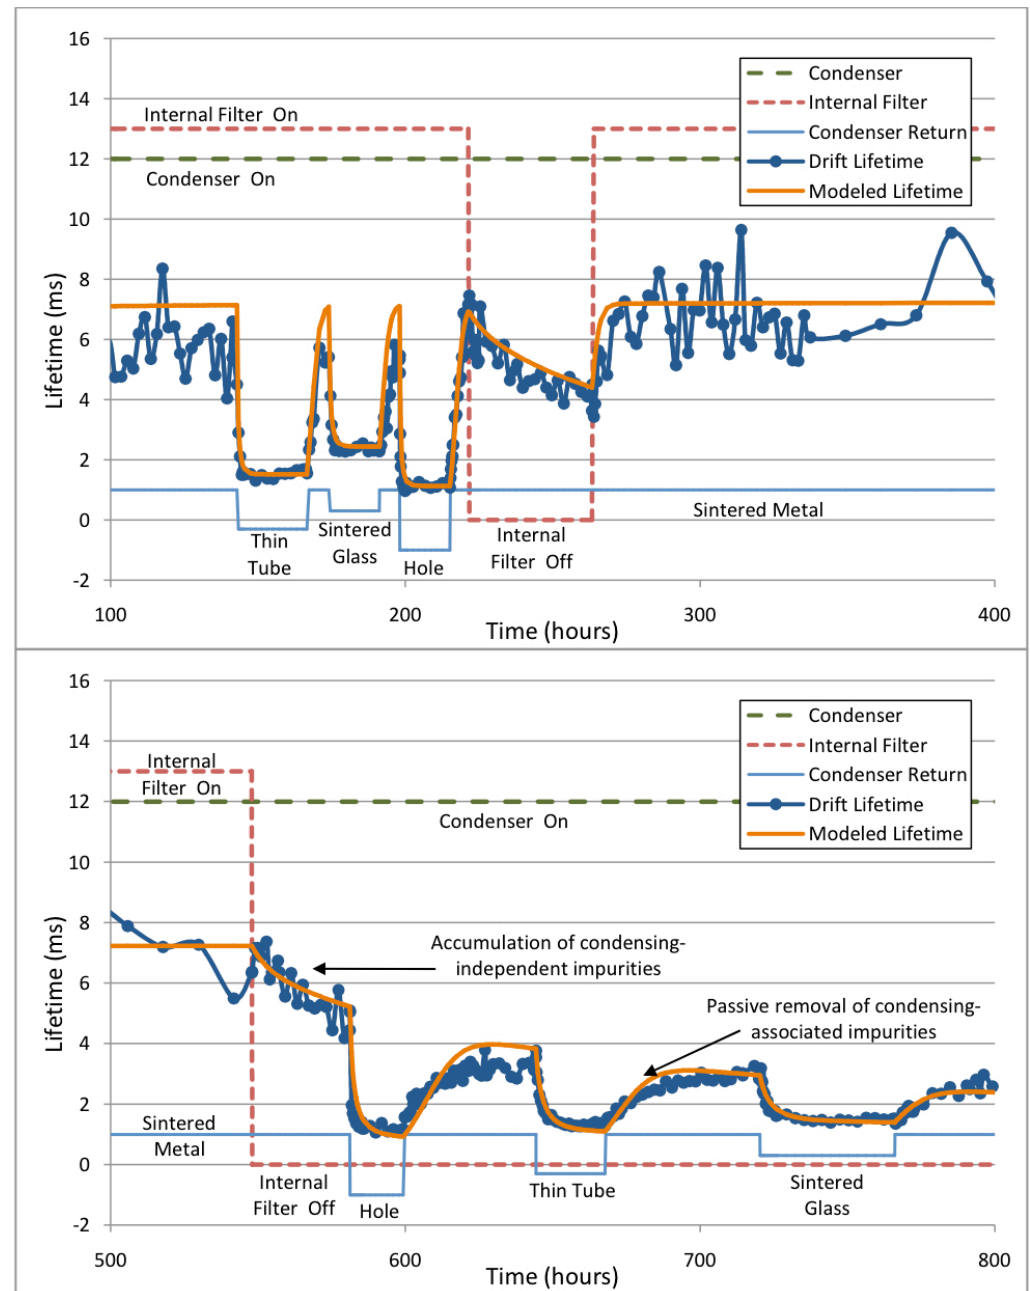 16
14
12
10
8
6
4
2
0
-2
Lifetime (ms)
Internal Filter On
Condenser On
Condenser
Internal Filter
Condenser Return
Drift Lifetime
Modeled Lifetime
Thin
Tube
Sintered
Glass
Hole
Internal
Filter Off
Sintered Metal
100
200
300
400
Time (hours)
16
14
12
10
8
6
4
2
0
-2
Lifetime (ms)
Internal
Filter On
Condenser On
Condenser
Internal Filter
Condenser Return
Drift Lifetime
Modeled Lifetime
Accumulation of condensing-
independent impurities
Passive removal of condensing-
associated impurities
Sintered
Metal
Internal
Filter Off
Hole
Thin Tube
Sintered
Glass
500
600
700
800
Time (hours)